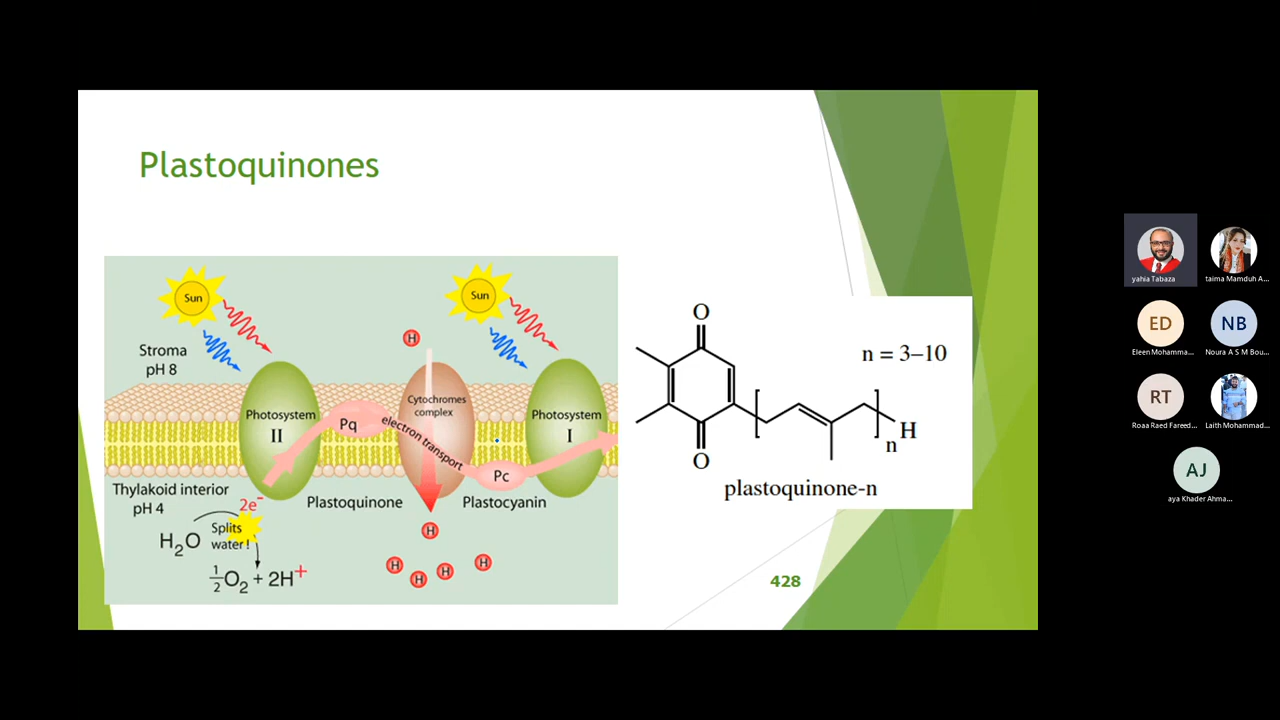 Plastoquinones
Sun
Sun
Stroma
pH 8
H
Photosystem
II
Pq
Cytochromes
complex
electron transport
Photosystem
I
Pc
Thylakoid interior
pH 4
2e-
Plastoquinone
Plastocyanin
H2O
Splits
water!
1/2 O2 + 2H+
H
H
H
H
H
O
n = 3–10
H
n
O
plastoquinone-n
428
yahia Tabaza
taima Mamduh A...
ED
NB
Eleen Mohamma...
Noura A S M Bou...
RT
Roaa Raed Fareed...
Laith Mohammad...
AJ
aya Khader Ahma...